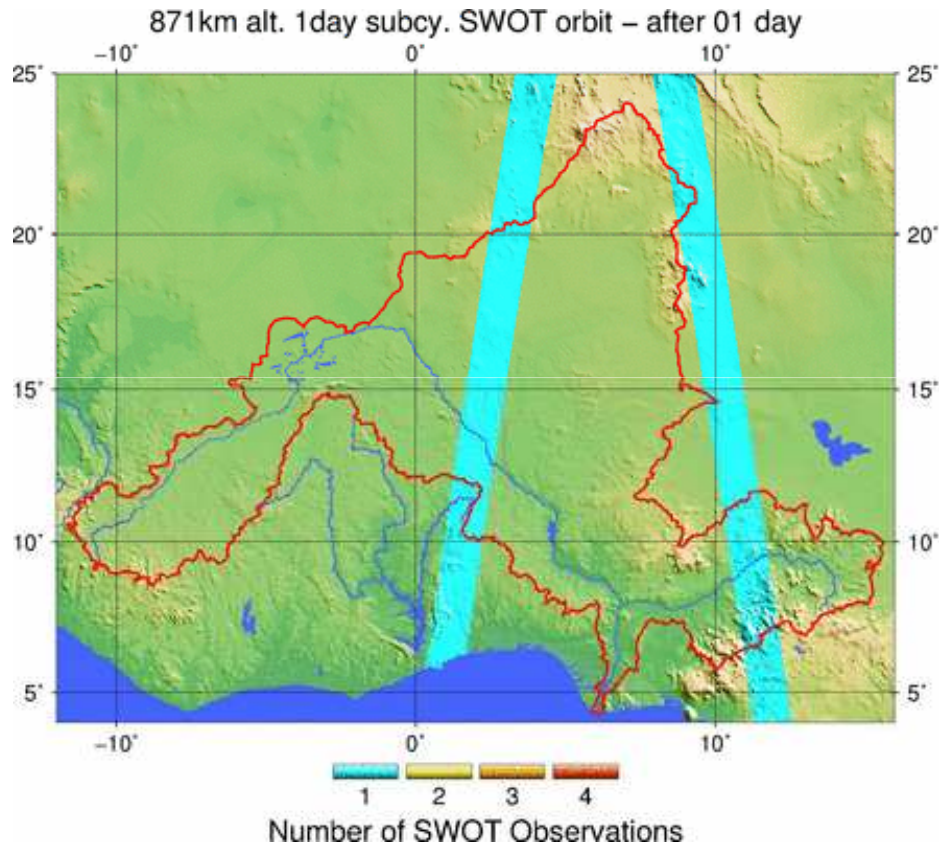 871km alt. 1day subcy. SWOT orbit – after 01 day
−10˚ 0˚ 10˚
25˚ 25˚
20˚ 20˚
15˚ 15˚
10˚ 10˚
5˚ 5˚
−10˚ 0˚ 10˚
1 2 3 4
Number of SWOT Observations